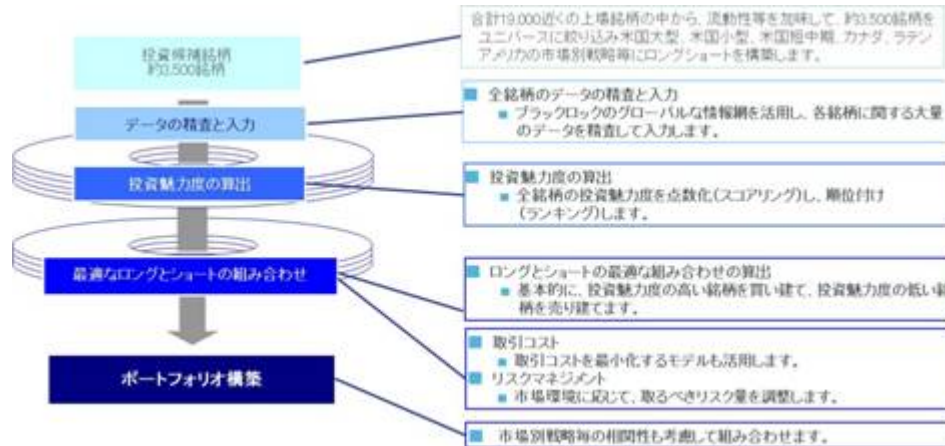 投資候補銘柄
約3,500銘柄
データの精査と入力
投資魅力度の算出
最適なロングとショートの組み合わせ
ポートフォリオ構築
合計19,000近くの上場銘柄の中から、流動性等を加味して、約3,500銘柄を
ユニバースに絞り込み米国大型、米国小型、米国短中期、カナダ、ラテン
アメリカの市場別戦略毎にロングショートを構築します。
■ 全銘柄のデータの精査と入力
■ ブラックロックのグローバルな情報網を活用し、各銘柄に関する大量
のデータを精査して入力します。
■ 投資魅力度の算出
■ 全銘柄の投資魅力度を点数化(スコアリング)し、順位付け
(ランキング)します。
■ ロングとショートの最適な組み合わせの算出
■ 基本的に、投資魅力度の高い銘柄を買い建て、投資魅力度の低い銘
柄を売り建てます。
■ 取引コスト
■ 取引コストを最小化するモデルも活用します。
■ リスクマネジメント
■ 市場環境に応じて、取るべきリスク量を調整します。
■ 市場別戦略毎の相関性も考慮して組み合わせます。